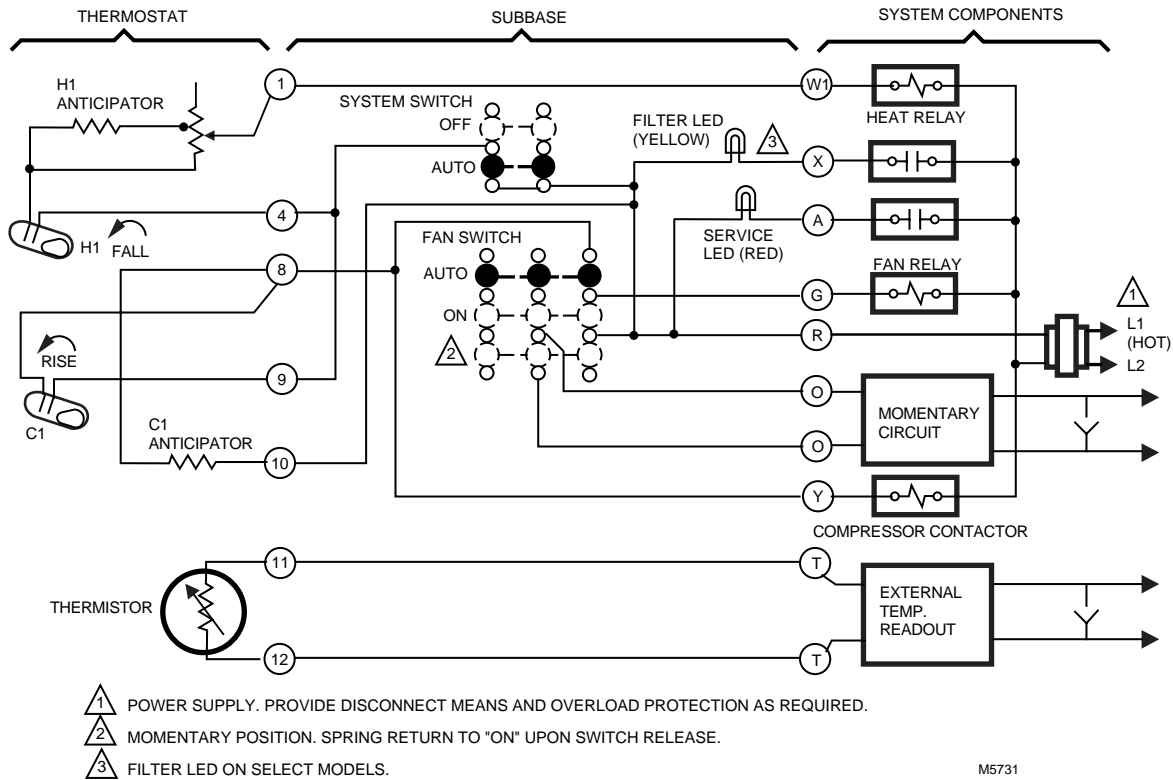 THERMOSTAT
SUBBASE
SYSTEM COMPONENTS
H1
ANTICIPATOR
1
SYSTEM SWITCH
OFF
AUTO
FILTER LED
(YELLOW)
3
W1
HEAT RELAY
X
4
H1
FALL
SERVICE
LED (RED)
A
FAN SWITCH
AUTO
ON
2
8
FAN RELAY
G
R
1
L1
(HOT)
L2
RISE
C1
9
O
O
MOMENTARY
CIRCUIT
C1
ANTICIPATOR
10
Y
COMPRESSOR CONTACTOR
THERMISTOR
11
12
T
T
EXTERNAL
TEMP.
READOUT
1 POWER SUPPLY. PROVIDE DISCONNECT MEANS AND OVERLOAD PROTECTION AS REQUIRED.
2 MOMENTARY POSITION. SPRING RETURN TO "ON" UPON SWITCH RELEASE.
3 FILTER LED ON SELECT MODELS.
M5731